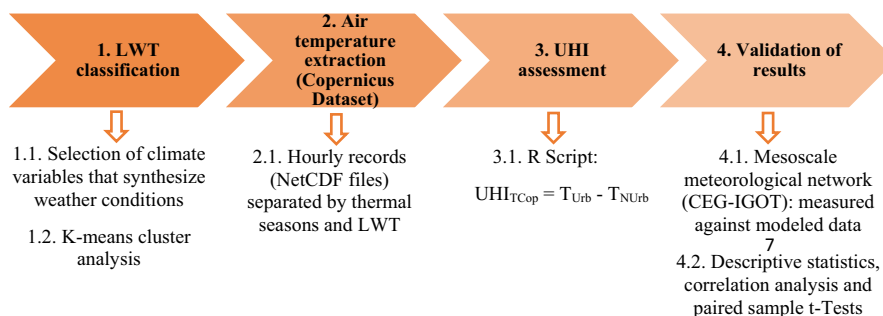 1. LWT
classification
2. Air
temperature
extraction
(Copernicus
Dataset)
3. UHI
assessment
4. Validation of
results
1.1. Selection of climate
variables that synthesize
weather conditions
1.2. K-means cluster
analysis
2.1. Hourly records
(NetCDF files)
separated by thermal
seasons and LWT
3.1. R Script:
UHITCop = TUrb - TNUrb
4.1. Mesoscale
meteorological network
(CEG-IGOT): measured
against modeled data
7
4.2. Descriptive statistics,
correlation analysis and
paired sample t-Tests